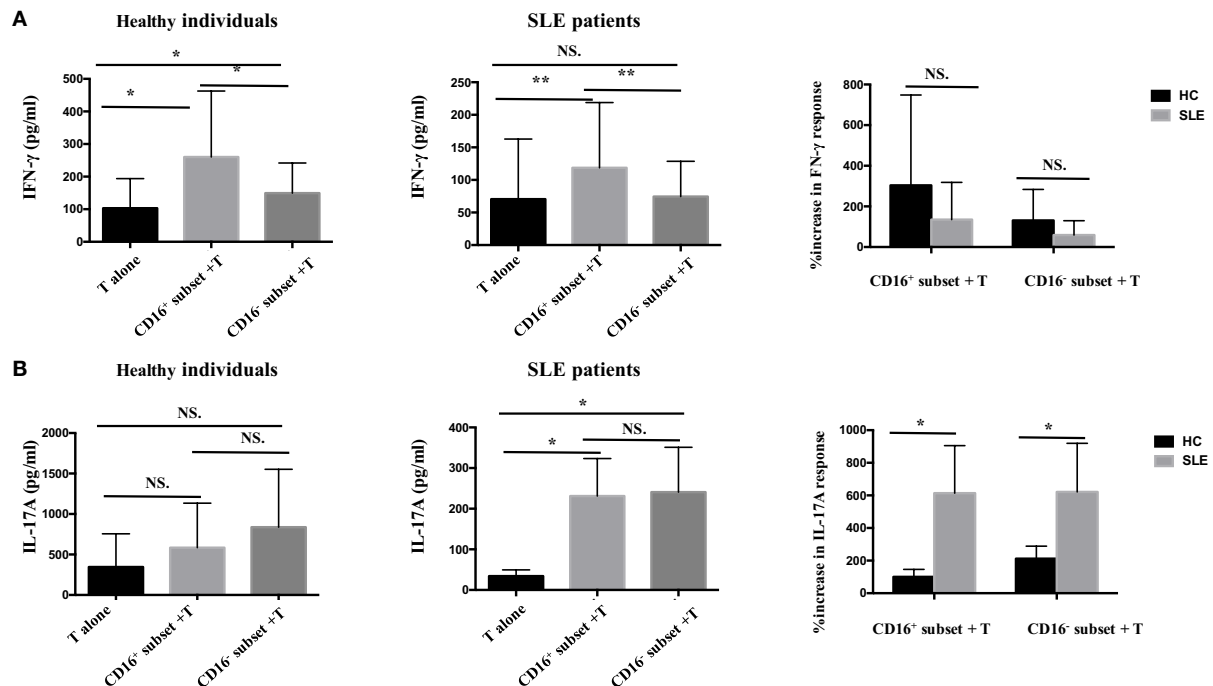 A
Healthy individuals
*
*
*
IFN-γ (pg/ml)
500
400
300
200
100
0
T alone
CD16⁺ subset +T
CD16⁻ subset +T
SLE patients
NS.
**
**
IFN-γ (pg/ml)
250
200
150
100
50
0
T alone
CD16⁺ subset +T
CD16⁻ subset +T
NS.
NS.
%increase in FN-γ response
800
600
400
200
0
CD16⁺ subset + T
CD16⁻ subset + T
HC
SLE
B
Healthy individuals
NS.
NS.
NS.
IL-17A (pg/ml)
2000
1500
1000
500
0
T alone
CD16⁺ subset +T
CD16⁻ subset +T
SLE patients
*
*
NS.
IL-17A (pg/ml)
400
300
200
100
0
T alone
CD16⁺ subset +T
CD16⁻ subset +T
*
*
%increase in IL-17A response
1000
800
600
400
200
0
CD16⁺ subset + T
CD16⁻ subset + T
HC
SLE